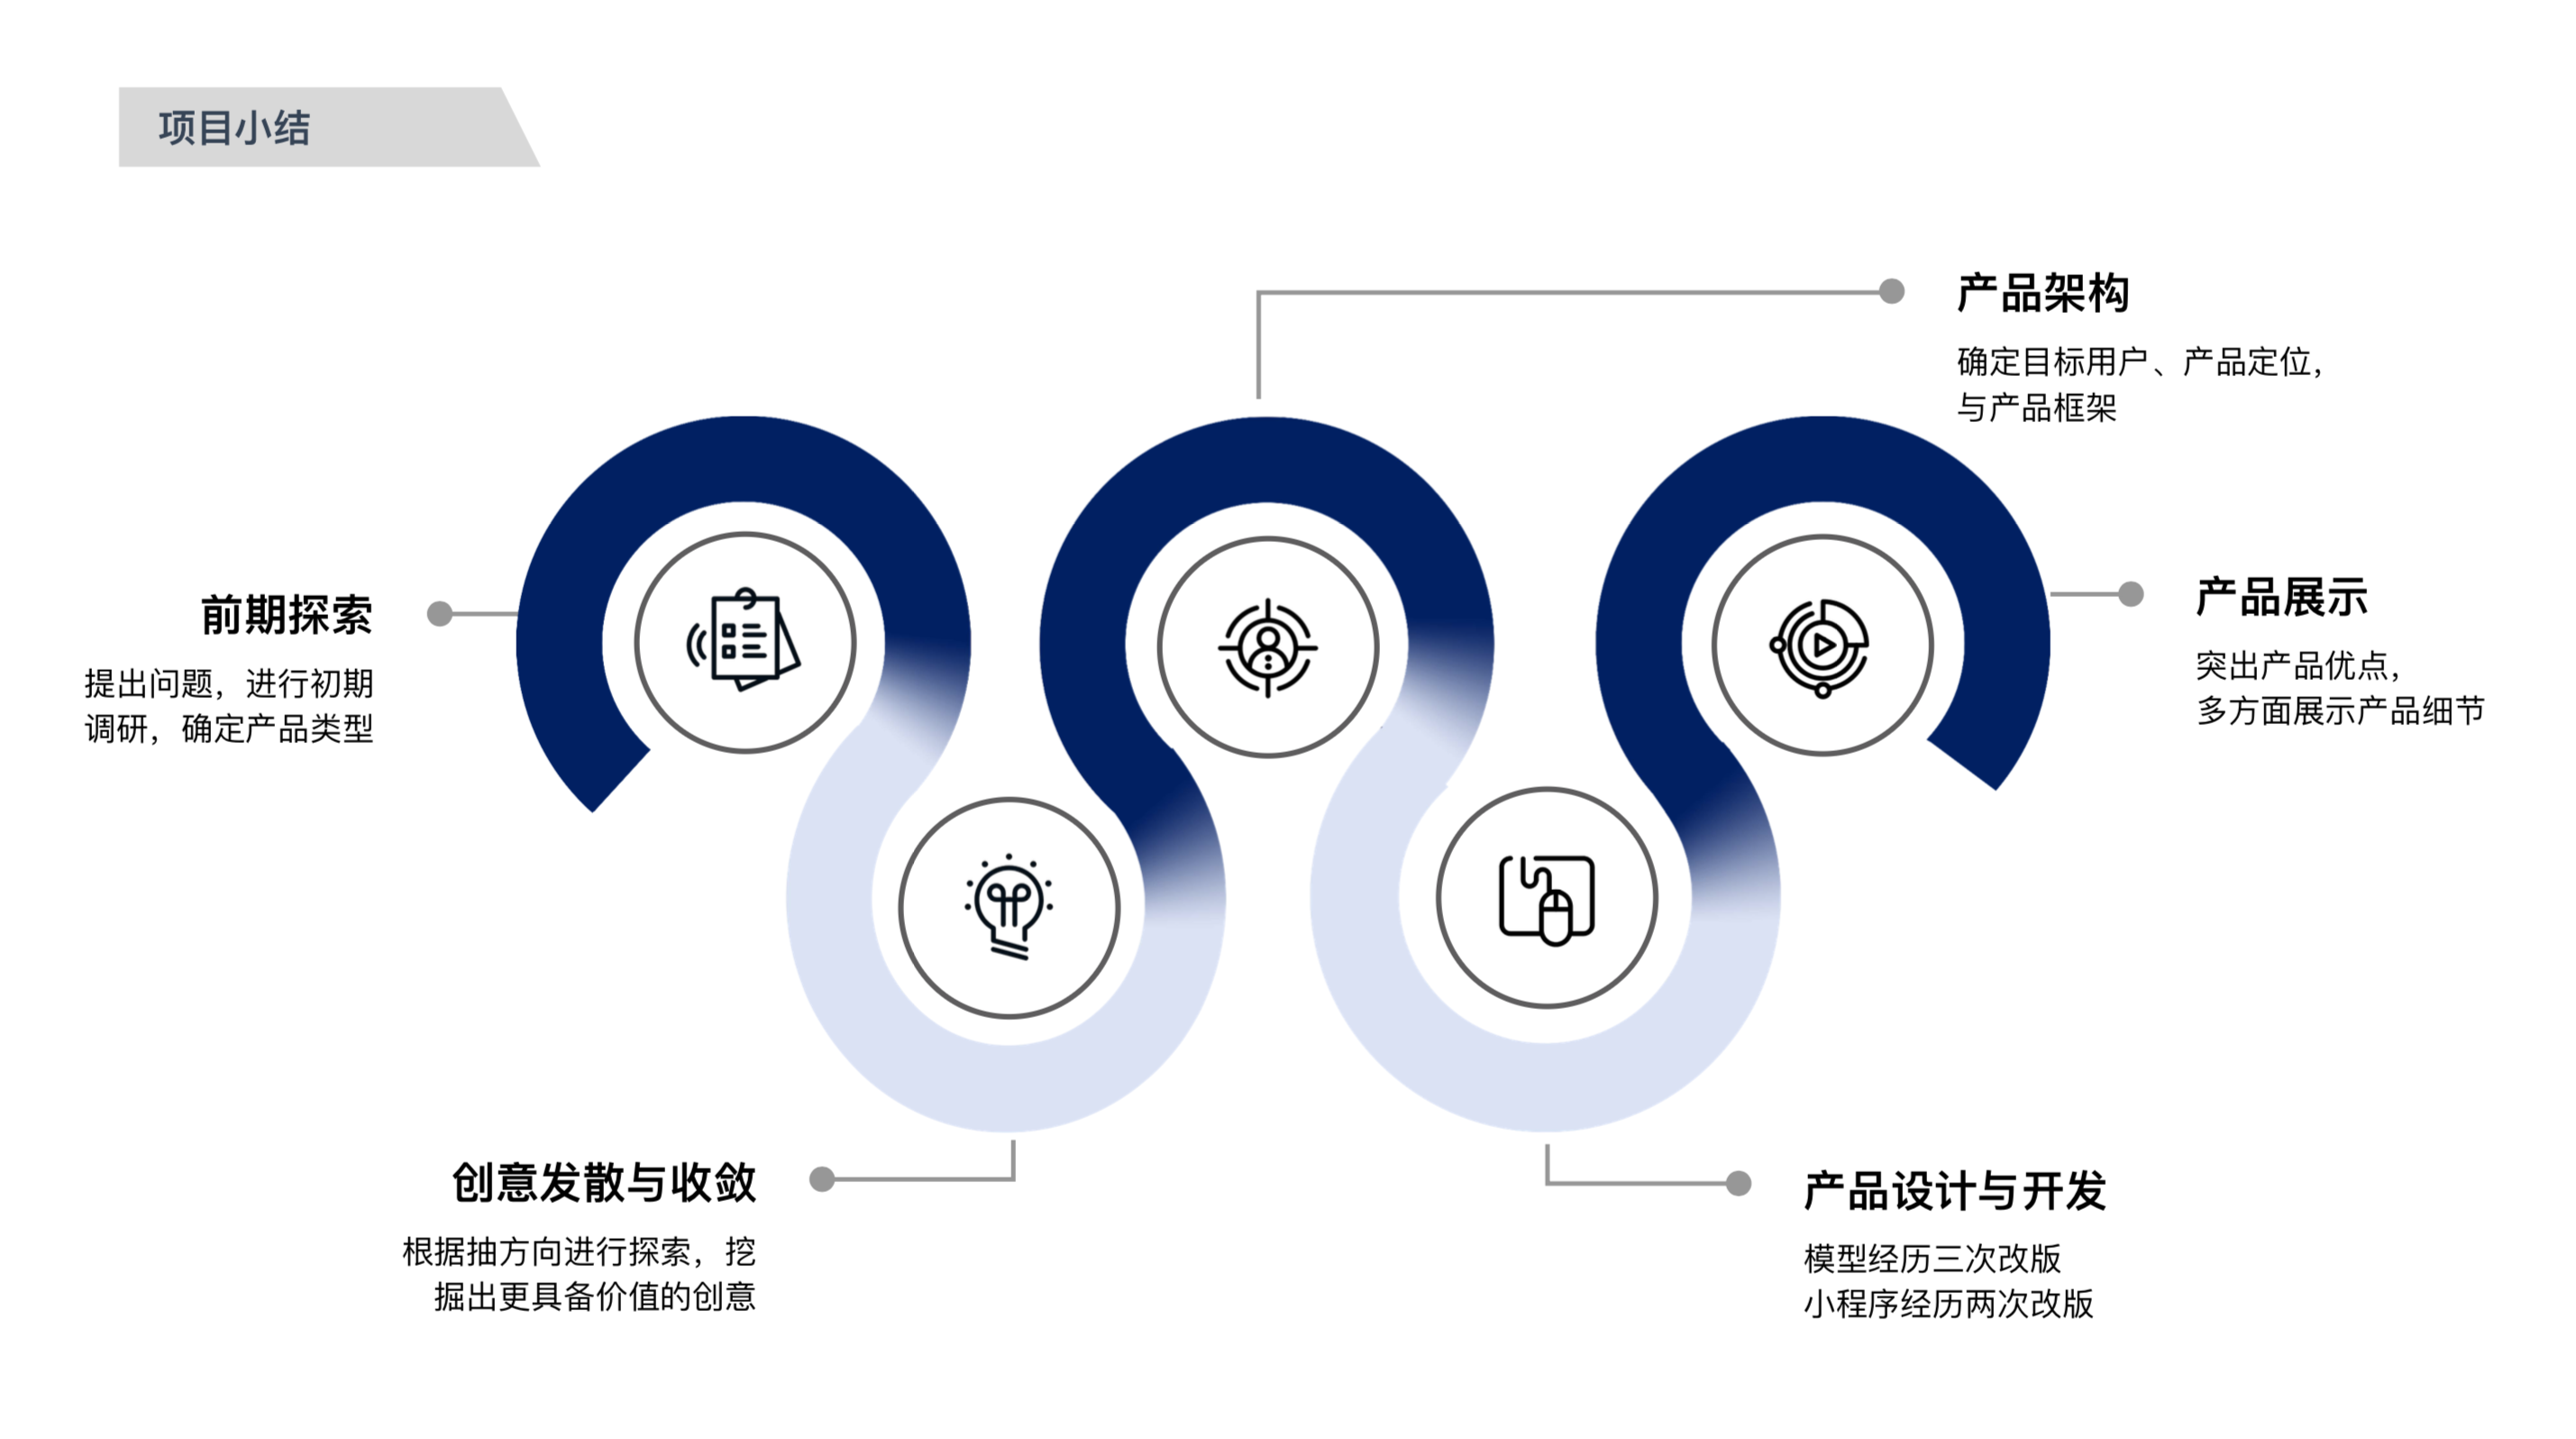 项目小结
前期探索
提出问题，进行初期
调研，确定产品类型
创意发散与收敛
根据抽方向进行探索，挖
掘出更具备价值的创意
产品架构
确定目标用户、产品定位，
与产品框架
产品设计与开发
模型经历三次改版
小程序经历两次改版
产品展示
突出产品优点，
多方面展示产品细节